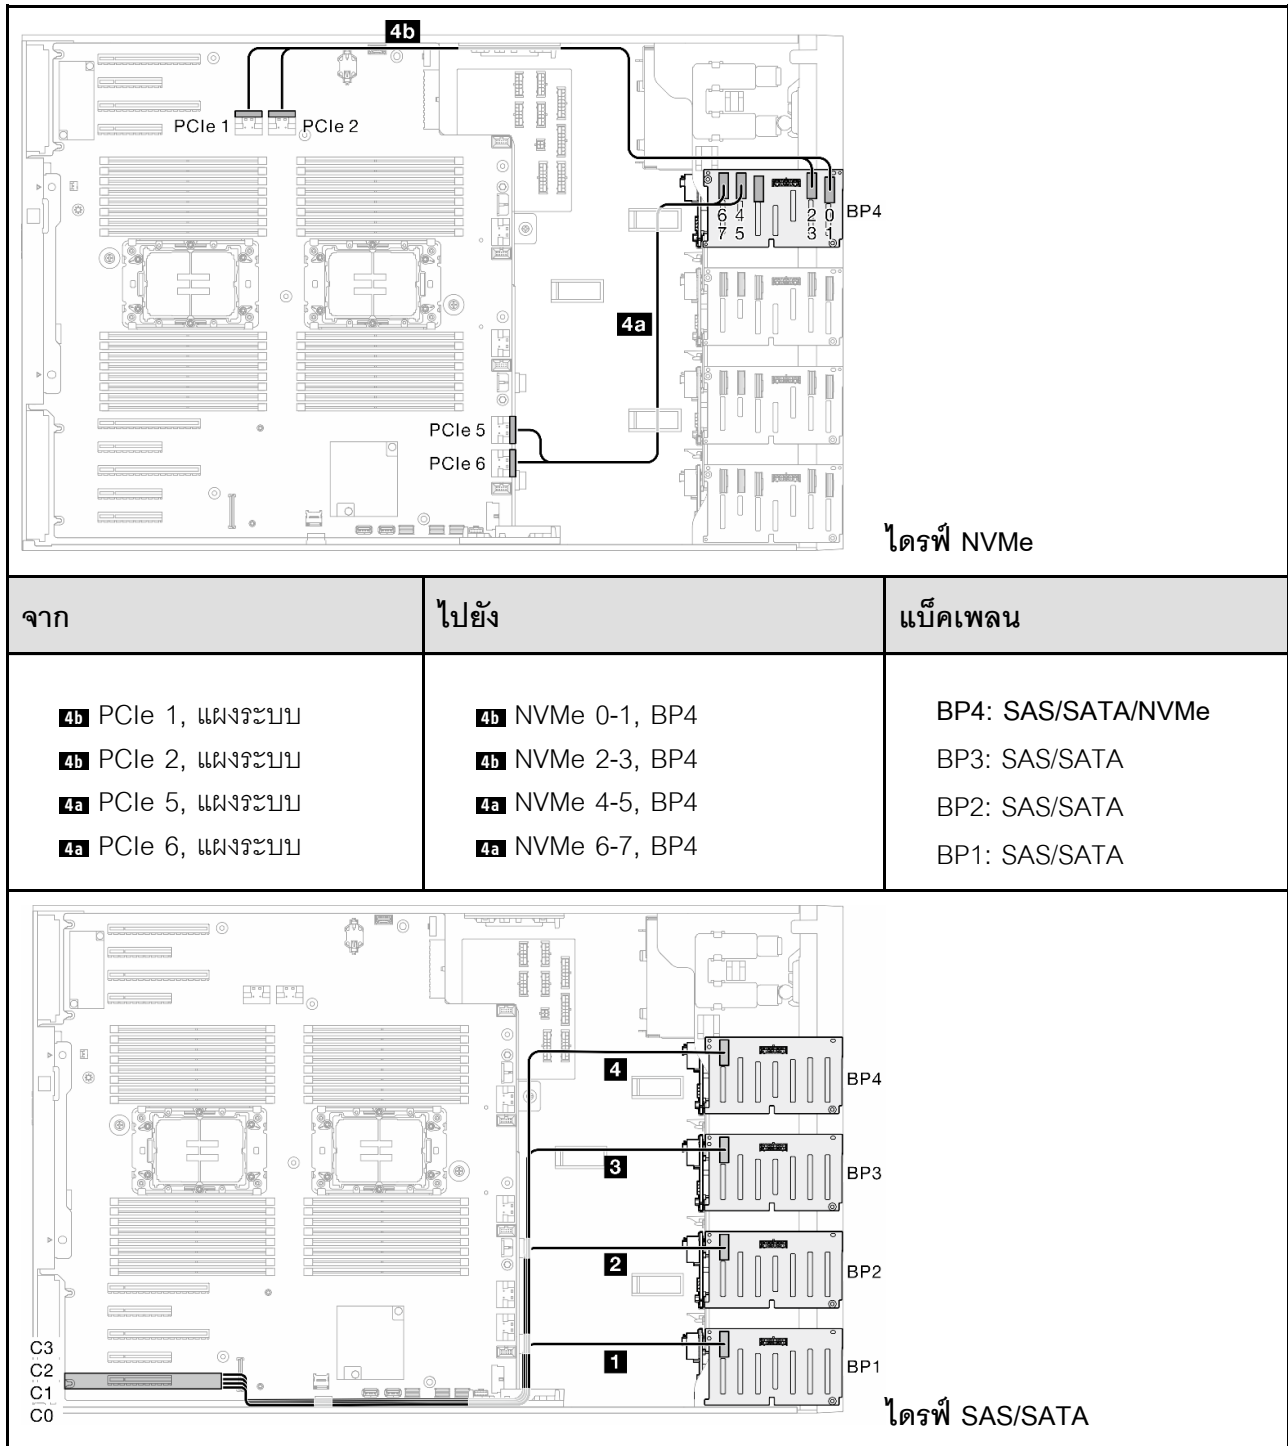 4b
PCIe 1
PCIe 2
6 4 2 0
7 5 3 1
BP4
4a
PCIe 5
PCIe 6
ไดรฟ์ NVMe
จาก
ไปยัง
แบ็คเพลน
4b PCIe 1, แผงระบบ
4b PCIe 2, แผงระบบ
4a PCIe 5, แผงระบบ
4a PCIe 6, แผงระบบ
4b NVMe 0-1, BP4
4b NVMe 2-3, BP4
4a NVMe 4-5, BP4
4a NVMe 6-7, BP4
BP4: SAS/SATA/NVMe
BP3: SAS/SATA
BP2: SAS/SATA
BP1: SAS/SATA
4
BP4
3
BP3
2
BP2
1
BP1
C3
C2
C1
C0
ไดรฟ์ SAS/SATA